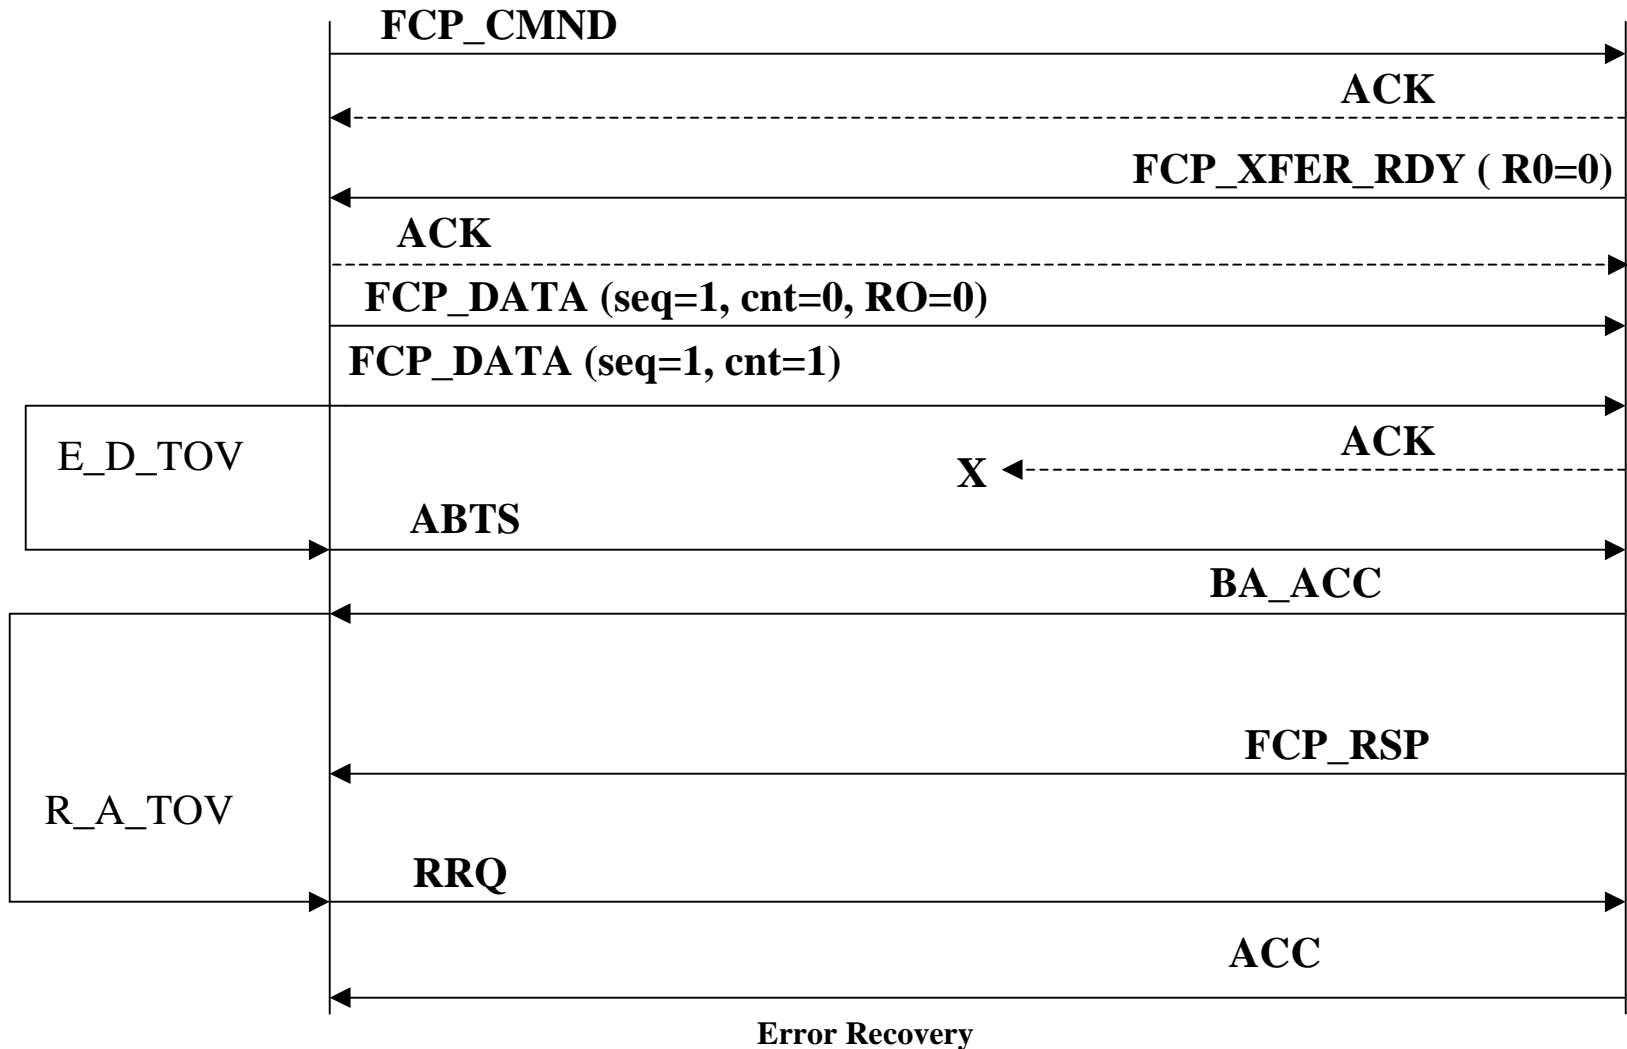 FCP_CMND
ACK
FCP_XFER_RDY ( R0=0)
ACK
FCP_DATA (seq=1, cnt=0, RO=0)
FCP_DATA (seq=1, cnt=1)
ACK
E_D_TOV
X
ABTS
BA_ACC
FCP_RSP
R_A_TOV
RRQ
ACC
Error Recovery